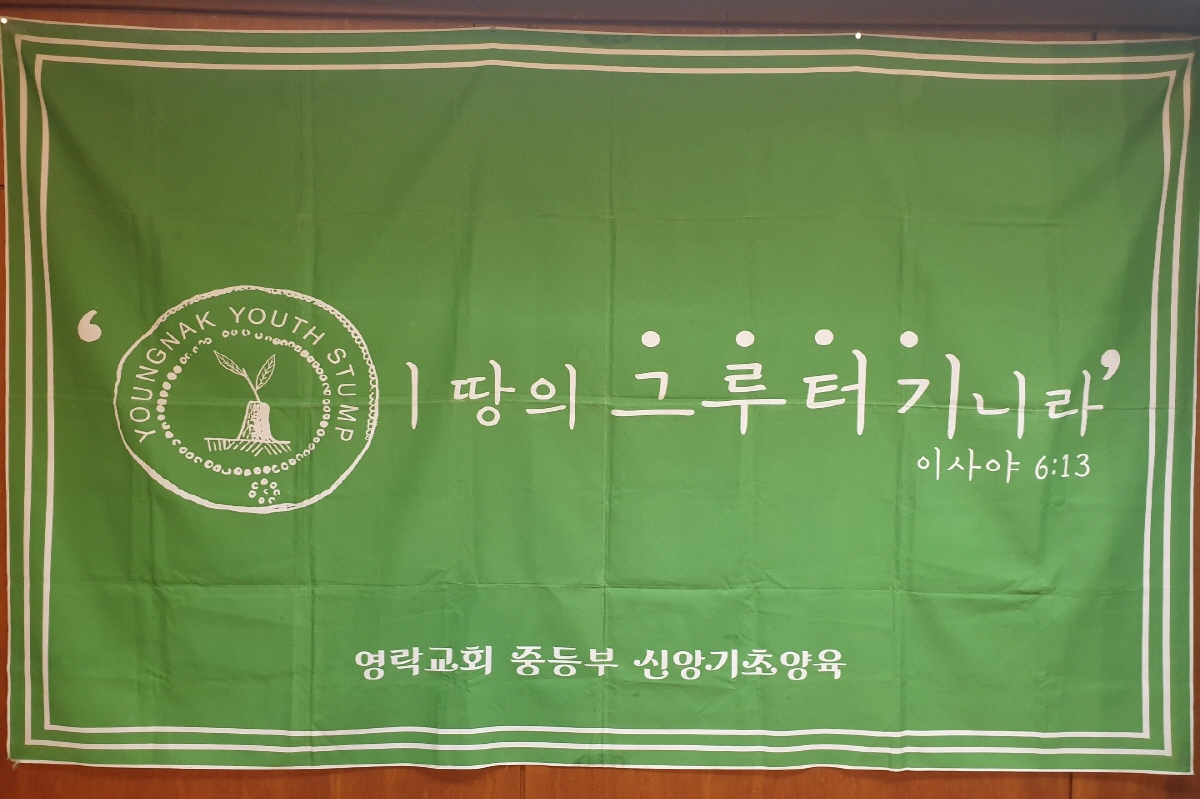 YOUNGNAK YOUTH STUMP
‘이 땅의 그루터기니라’
이사야 6:13
영락교회 중등부 신앙기초양육